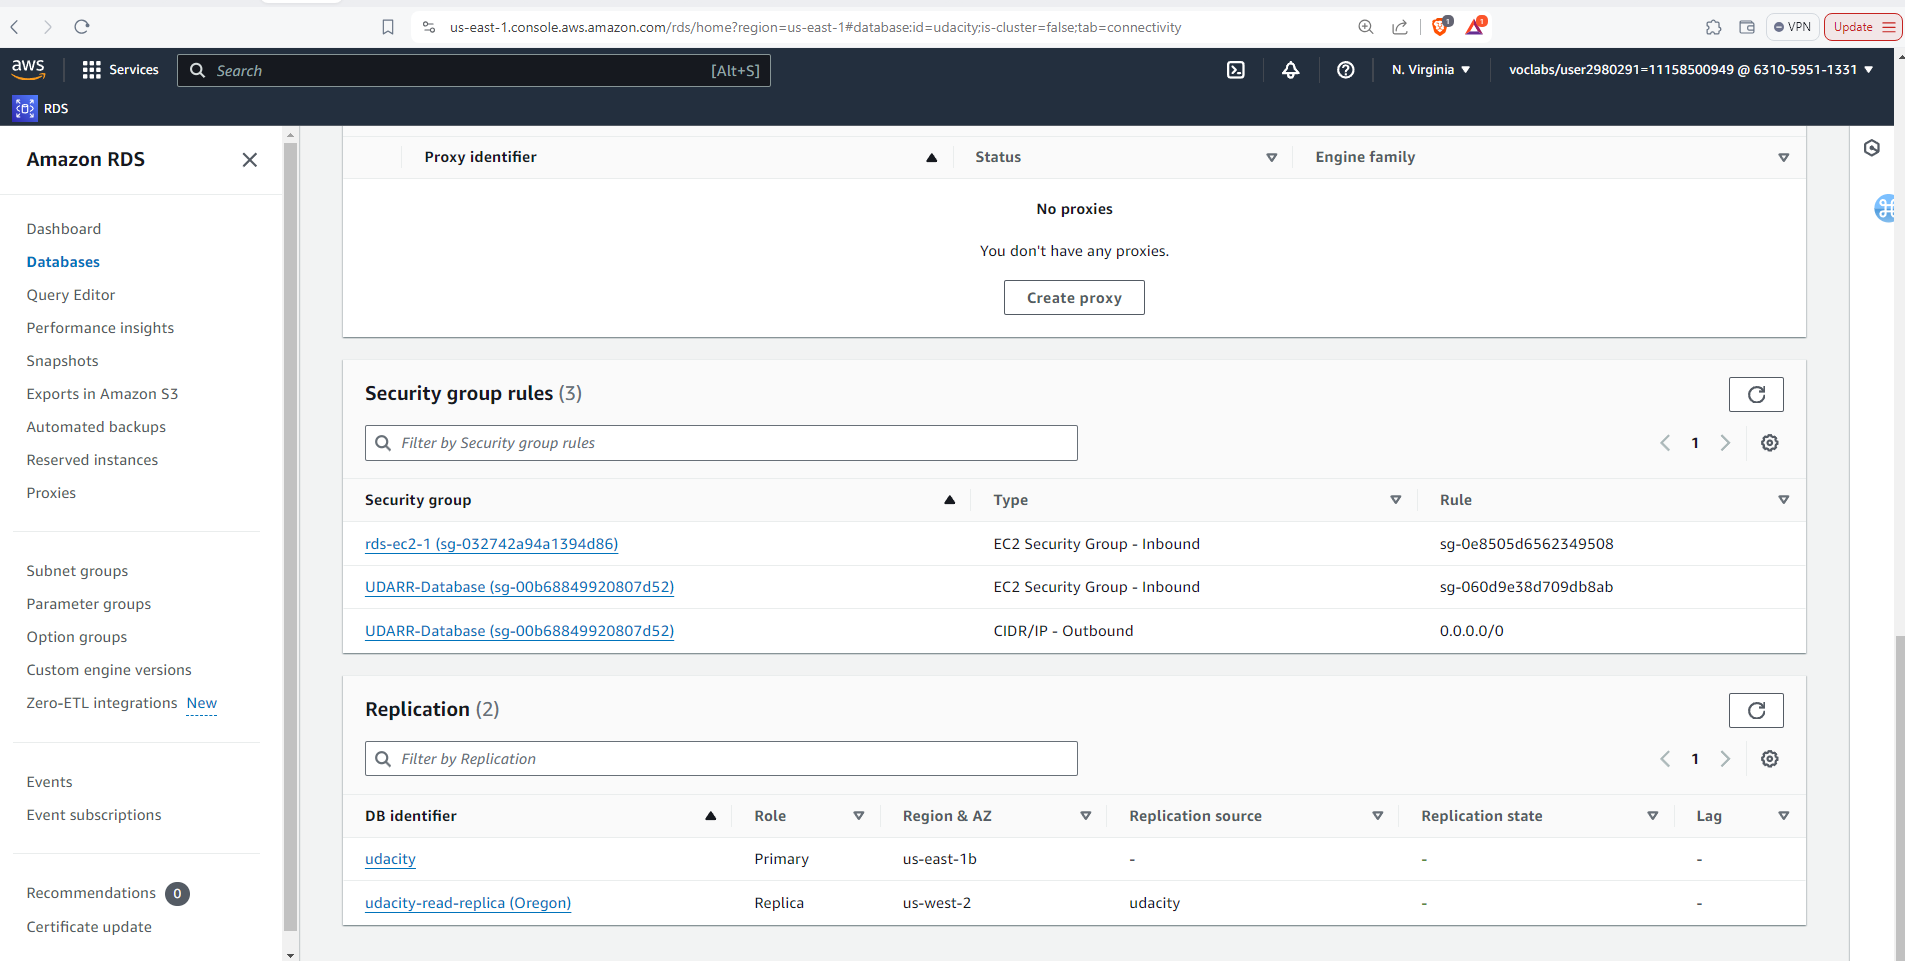 us-east-1.console.aws.amazon.com/rds/home?region=us-east-1#database:id=udacity;is-cluster=false;tab=connectivity
1
1
VPN
Update
aws
Services
Search
[Alt+S]
N. Virginia
voclabs/user2980291=11158500949 @ 6310-5951-1331
RDS
Amazon RDS
Dashboard
Databases
Query Editor
Performance insights
Snapshots
Exports in Amazon S3
Automated backups
Reserved instances
Proxies
Subnet groups
Parameter groups
Option groups
Custom engine versions
Zero-ETL integrations New
Events
Event subscriptions
Recommendations 0
Certificate update
Proxy identifier Status Engine family
No proxies
You don't have any proxies.
Create proxy
Security group rules (3)
Filter by Security group rules
1
Security group Type Rule
rds-ec2-1 (sg-032742a94a1394d86) EC2 Security Group - Inbound sg-0e8505d6562349508
UDARR-Database (sg-00b68849920807d52) EC2 Security Group - Inbound sg-060d9e38d709db8ab
UDARR-Database (sg-00b68849920807d52) CIDR/IP - Outbound 0.0.0.0/0
Replication (2)
Filter by Replication
1
DB identifier Role Region & AZ Replication source Replication state Lag
udacity Primary us-east-1b - - -
udacity-read-replica (Oregon) Replica us-west-2 udacity - -